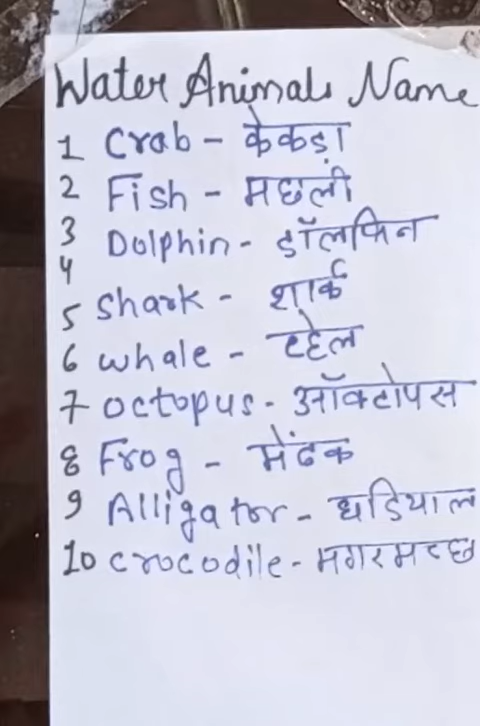 Water Animals Name
1 Crab - केकड़ा
2 Fish - मछली
3 Dolphin - डॉलफिन
4
5 Shark - शार्क
6 whale - व्हेल
7 octopus - ऑक्टोपस
8 Frog - मेंढक
9 Alligator - घडियाल
10 crocodile - मगरमच्छ